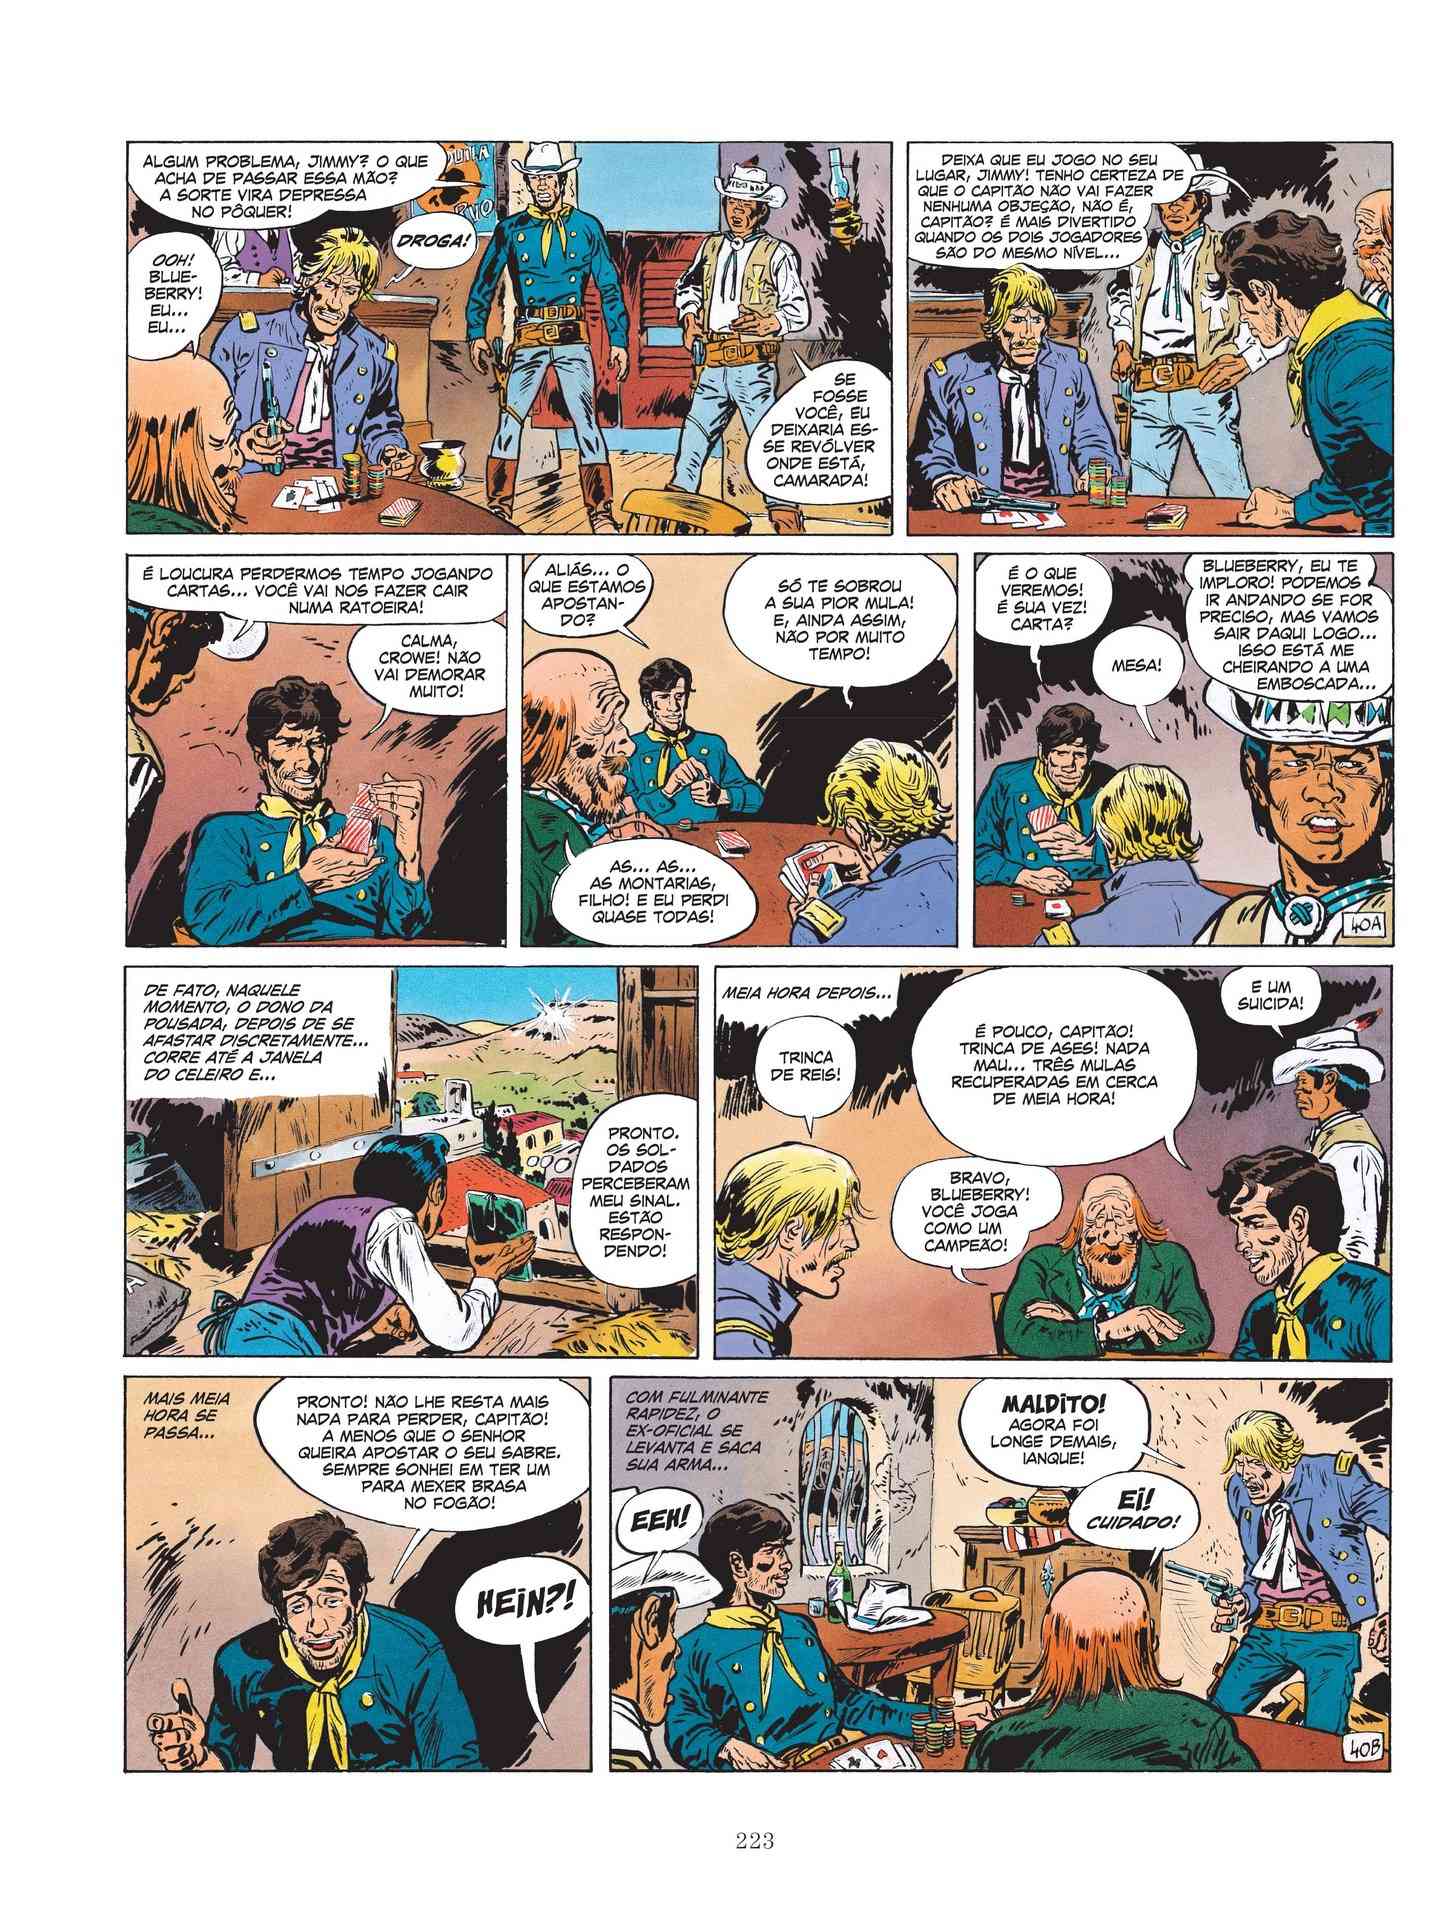 ALGUM PROBLEMA, JIMMY? O QUE
ACHA DE PASSAR ESSA MÃO?
A SORTE VIRA DEPRESSA
NO PÔQUER!
OOH!
BLUE-
BERRY!
EU...
EU...
DROGA!
SE
FOSSE
VOCÊ, EU
DEIXARIA ES-
SE REVÓLVER
ONDE ESTÁ,
CAMARADA!
DEIXA QUE EU JOGO NO SEU
LUGAR, JIMMY! TENHO CERTEZA DE
QUE O CAPITÃO NÃO VAI FAZER
NENHUMA OBJEÇÃO, NÃO É,
CAPITÃO? É MAIS DIVERTIDO
QUANDO OS DOIS JOGADORES
SÃO DO MESMO NÍVEL...
É LOUCURA PERDERMOS TEMPO JOGANDO
CARTAS... VOCÊ VAI NOS FAZER CAIR
NUMA RATOEIRA!
CALMA,
CROWE! NÃO
VAI DEMORAR
MUITO!
ALIÁS... O
QUE ESTAMOS
APOSTAN-
DO?
SÓ TE SOBROU
A SUA PIOR MULA!
E, AINDA ASSIM,
NÃO POR MUITO
TEMPO!
AS... AS...
AS MONTARIAS,
FILHO! E EU PERDI
QUASE TODAS!
É O QUE
VEREMOS!
É SUA VEZ!
CARTA?
MESA!
BLUEBERRY, EU TE
IMPLORO! PODEMOS
IR ANDANDO SE FOR
PRECISO, MAS VAMOS
SAIR DAQUI LOGO...
ISSO ESTÁ ME
CHEIRANDO A UMA
EMBOSCADA...
40A
DE FATO, NAQUELE
MOMENTO, O DONO DA
POUSADA, DEPOIS DE SE
AFASTAR DISCRETAMENTE...
CORRE ATÉ A JANELA
DO CELEIRO E...
PRONTO.
OS SOL-
DADOS
PERCEBERAM
MEU SINAL.
ESTÃO
RESPON-
DENDO!
MEIA HORA DEPOIS...
TRINCA
DE REIS!
É POUCO, CAPITÃO!
TRINCA DE ASES! NADA
MAU... TRÊS MULAS
RECUPERADAS EM CERCA
DE MEIA HORA!
E UM
SUICIDA!
BRAVO,
BLUEBERRY!
VOCÊ JOGA
COMO UM
CAMPEÃO!
MAIS MEIA
HORA SE
PASSA...
PRONTO! NÃO LHE RESTA MAIS
NADA PARA PERDER, CAPITÃO!
A MENOS QUE O SENHOR
QUEIRA APOSTAR O SEU SABRE.
SEMPRE SONHEI EM TER UM
PARA MEXER BRASA
NO FOGÃO!
HEIN?!
COM FULMINANTE
RAPIDEZ, O
EX-OFICIAL SE
LEVANTA E SACA
SUA ARMA...
EEH!
MALDITO!
AGORA FOI
LONGE DEMAIS,
IANQUE!
EI!
CUIDADO!
40B
223